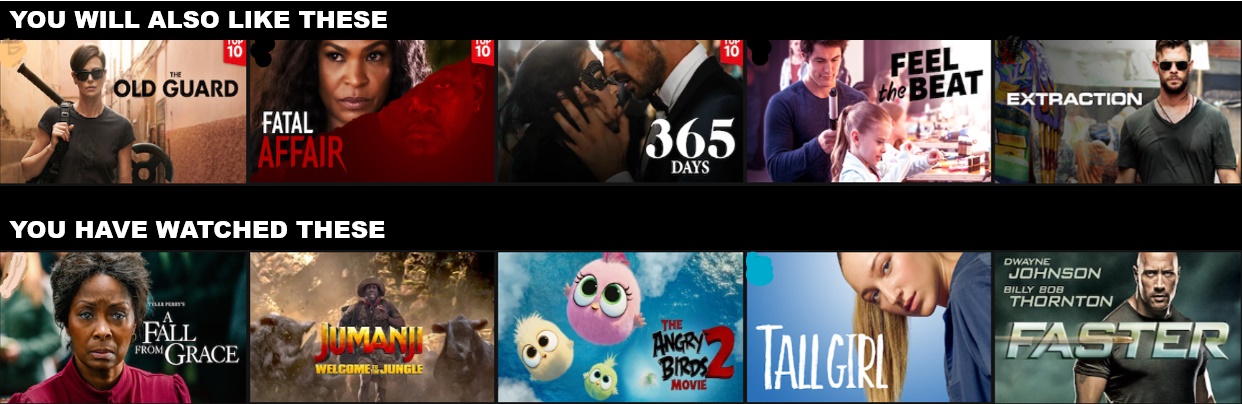 YOU WILL ALSO LIKE THESE
TOP
10
THE
OLD GUARD
TOP
10
FATAL
AFFAIR
TOP
10
365
DAYS
FEEL
the BEAT
EXTRACTION
YOU HAVE WATCHED THESE
TYLER PERRY'S
A
FALL
FROM GRACE
JUMANJI
WELCOME TO THE JUNGLE
THE
ANGRY
BIRDS 2
MOVIE
TALL GIRL
DWAYNE
JOHNSON
BILLY BOB
THORNTON
FASTER